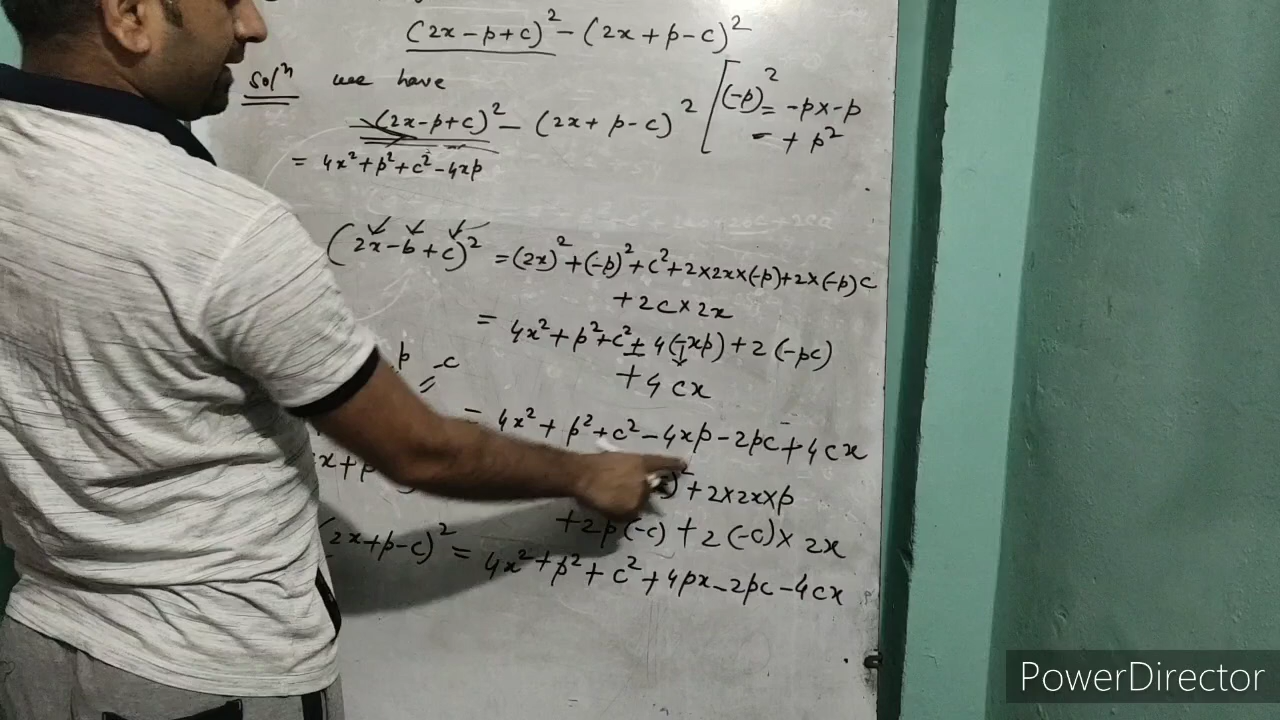 (2x-p+c)² - (2x+p-c)²
Solⁿ we have
(2x-p+c)² - (2x+p-c)²
[(-p)² = -p×-p
= +p²
= 4x²+p²+c²-4xp
(2x-b+c)² = (2x)²+(-p)²+c²+2×2x×(-p)+2×(-p)c
+2c×2x
= 4x²+p²+c²+4(-xp)+2(-pc)
+4cx
p -c
= 4x²+p²+c²-4xp-2pc+4cx
x+p
)²+2×2x×p
+2p(-c)+2(-c)×2x
(2x+p-c)² = 4x²+p²+c²+4px-2pc-4cx
PowerDirector